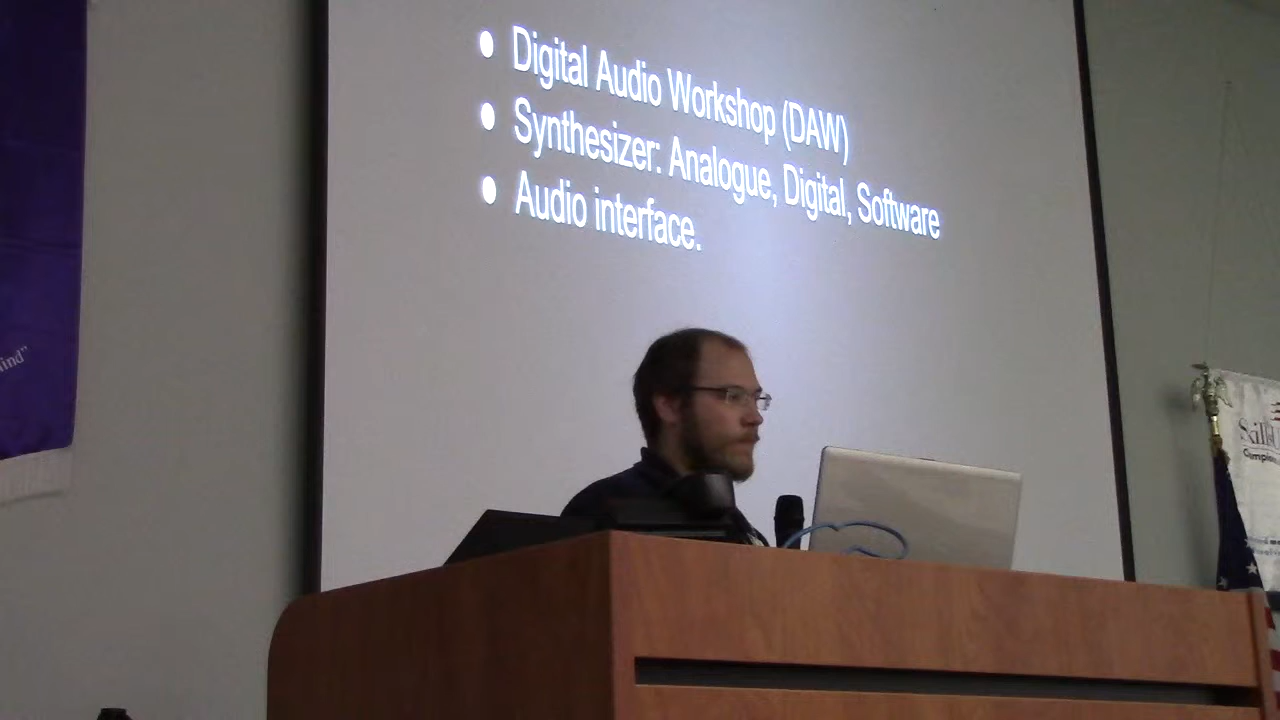 • Digital Audio Workshop (DAW)
• Synthesizer: Analogue, Digital, Software
• Audio interface.